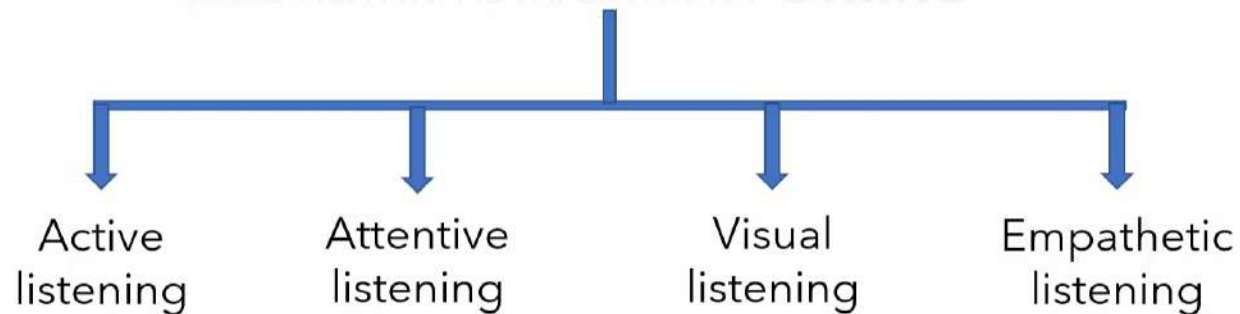 Active
listening
Attentive
listening
Visual
listening
Empathetic
listening